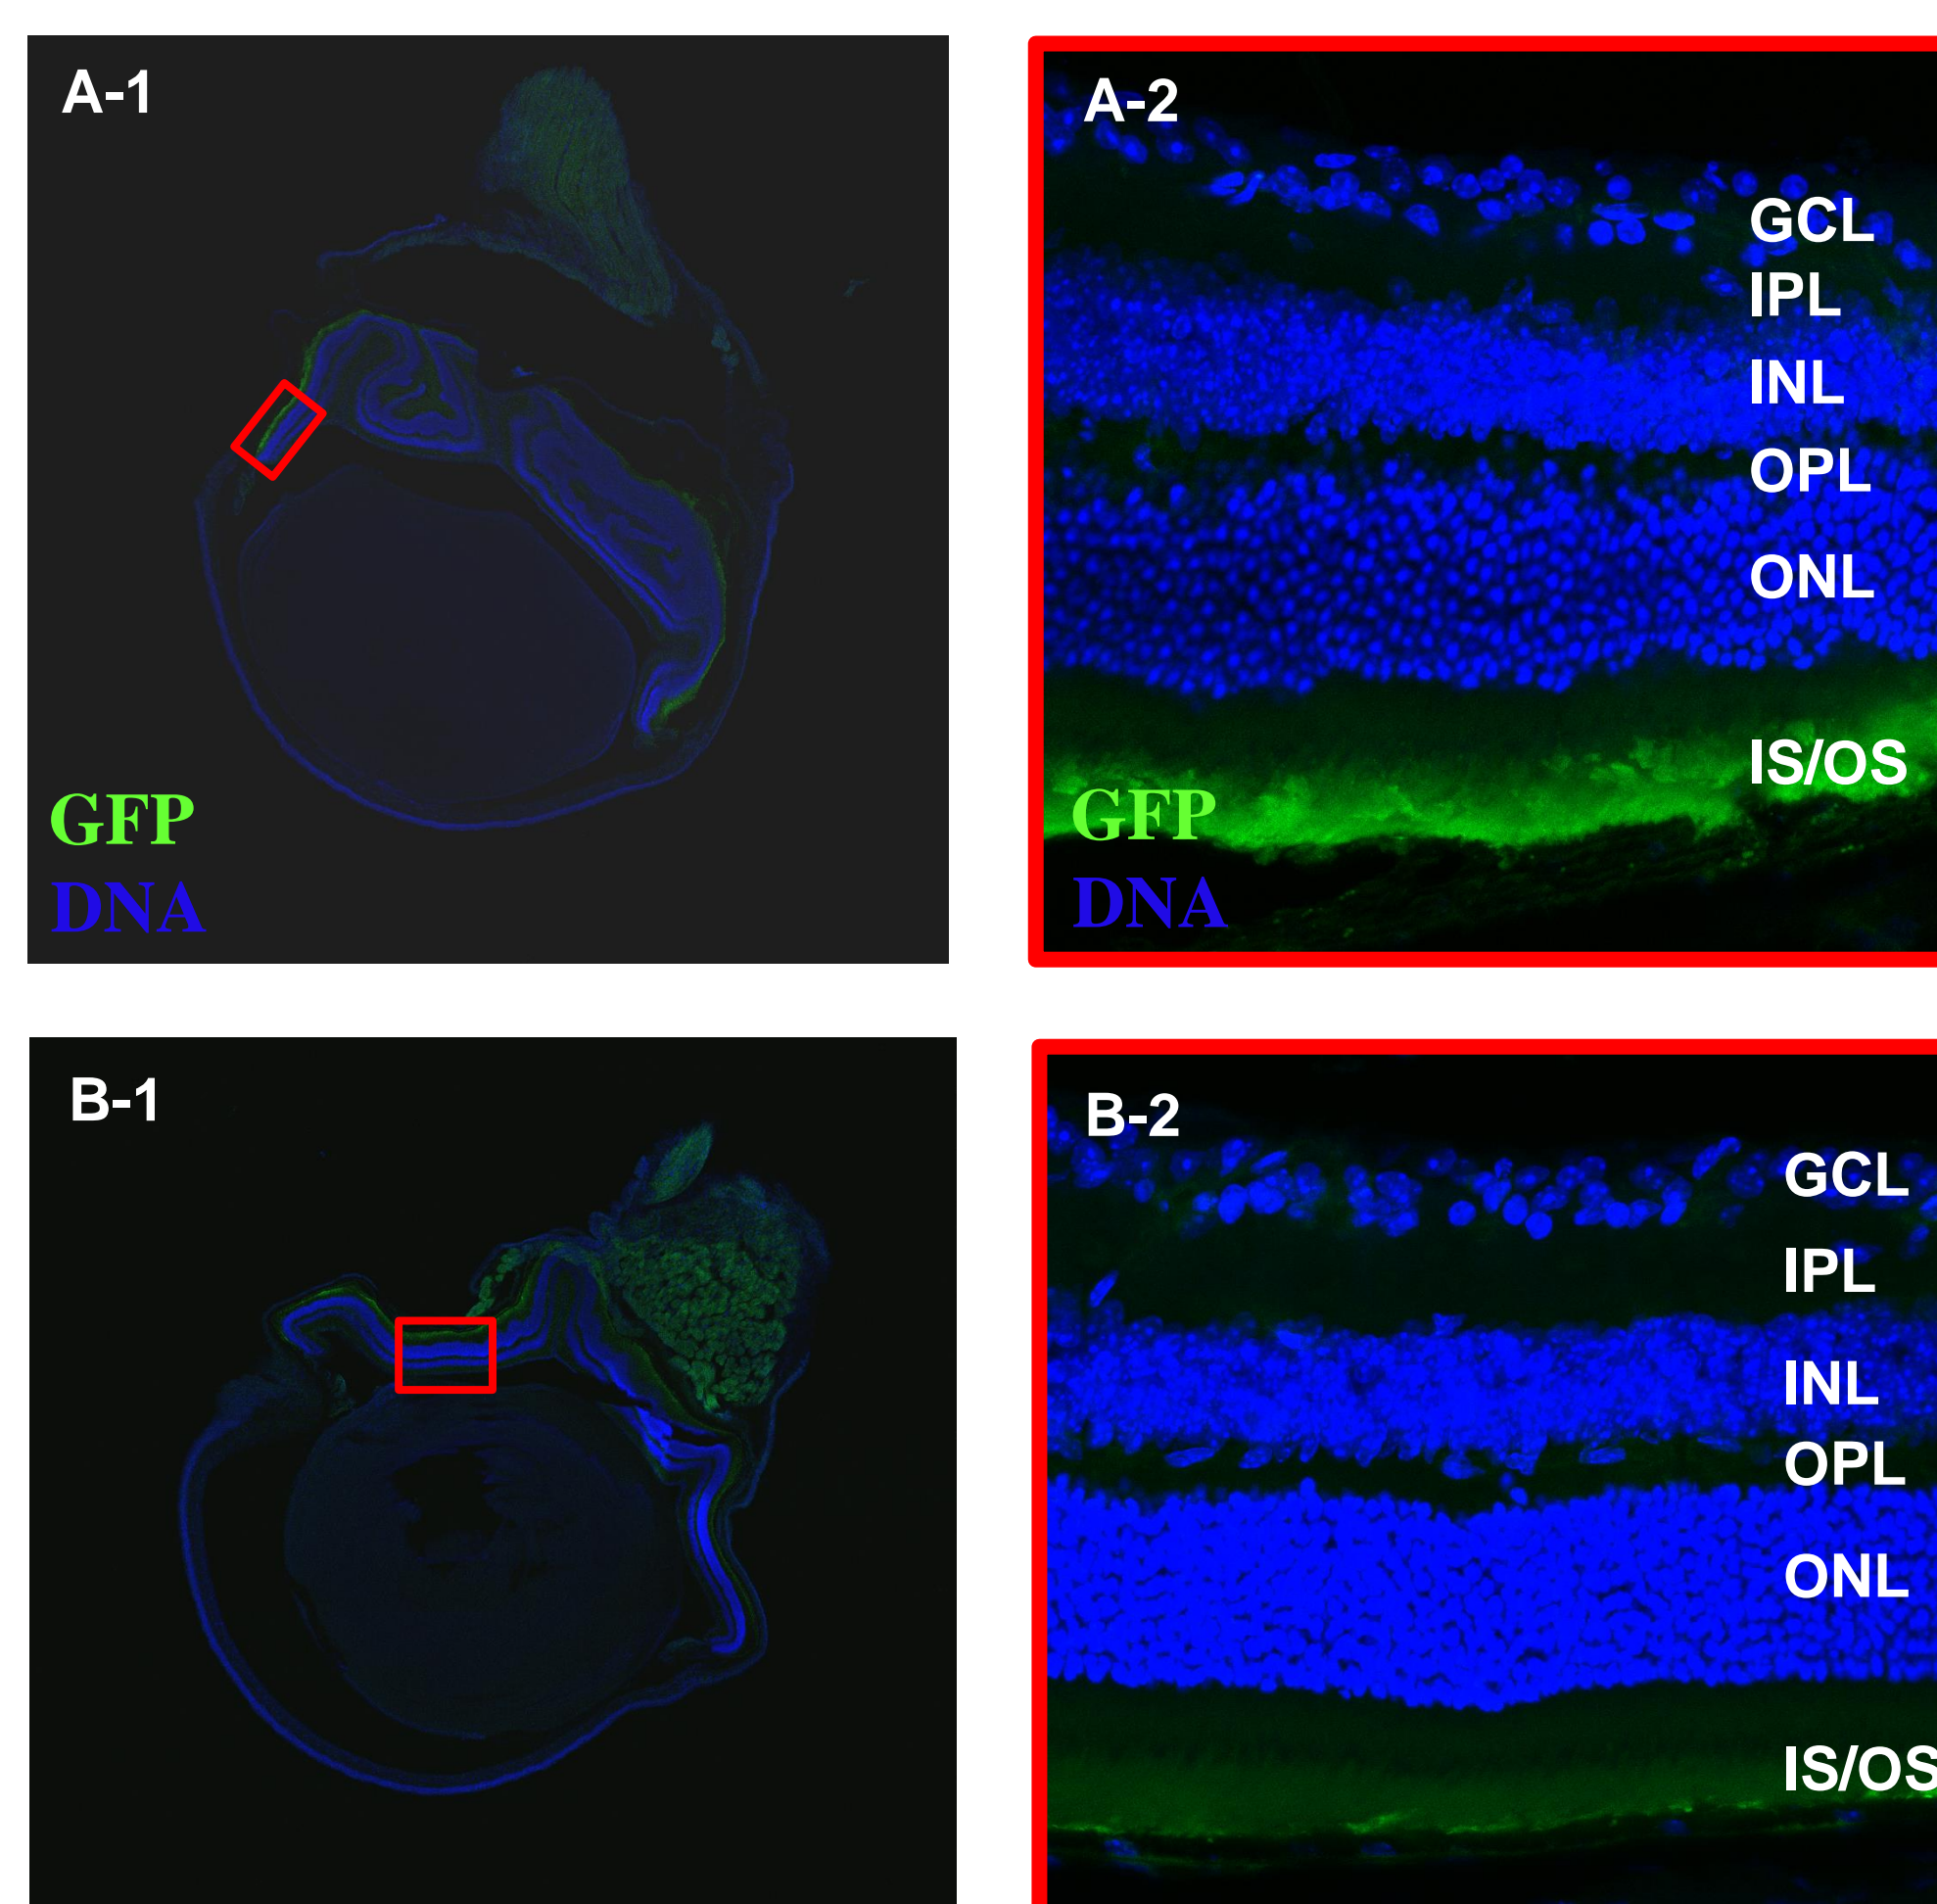 A-1
GFP
DNA
A-2
GCL
IPL
INL
OPL
ONL
IS/OS
GFP
DNA
B-1
B-2
GCL
IPL
INL
OPL
ONL
IS/OS